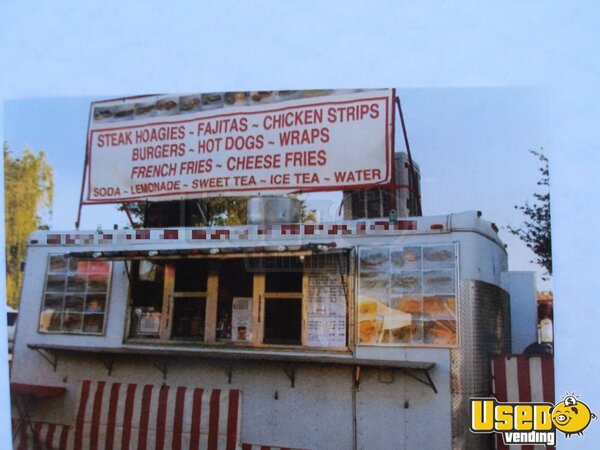 STEAK HOAGIES ~ FAJITAS ~ CHICKEN STRIPS
BURGERS ~ HOT DOGS ~ WRAPS
FRENCH FRIES ~ CHEESE FRIES
SODA ~ LEMONADE ~ SWEET TEA ~ ICE TEA ~ WATER
USED
vending